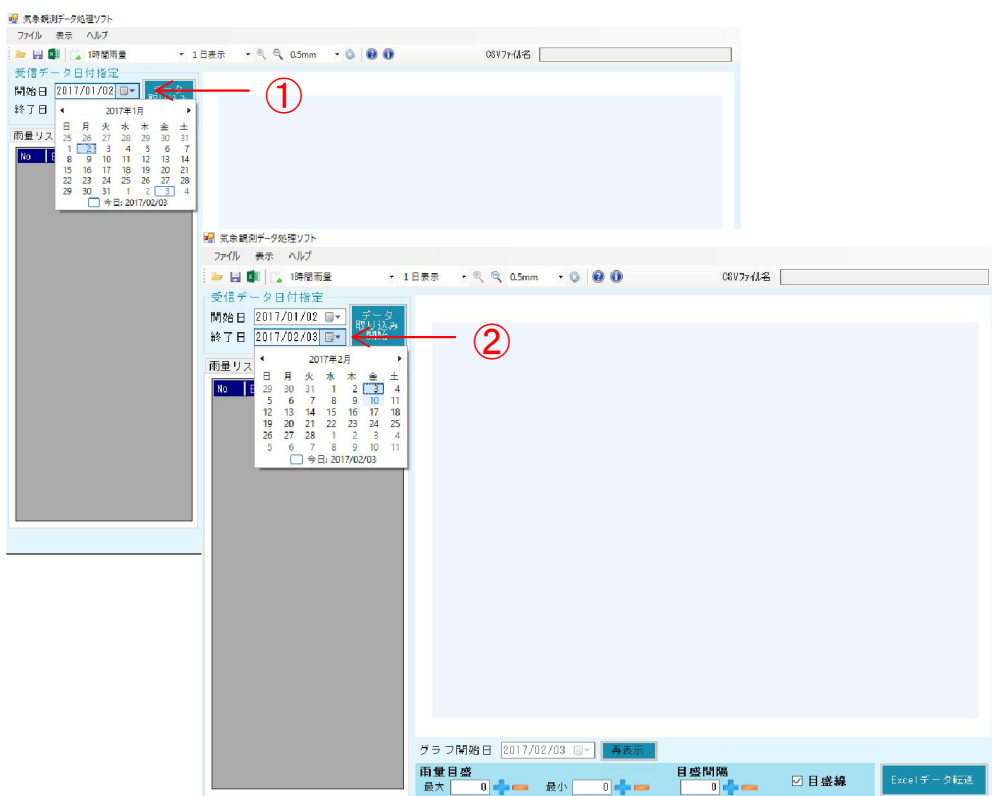 気象観測データ処理ソフト
ファイル 表示 ヘルプ
1時間雨量 1日表示 0.5mm CSVファイル名
受信データ日付指定
開始日 2017/01/02
データ
①
終了日
2017年1月
日 月 火 水 木 金 土
25 26 27 28 29 30 31
1 2 3 4 5 6 7
8 9 10 11 12 13 14
15 16 17 18 19 20 21
22 23 24 25 26 27 28
29 30 31 1 2 3 4
今日: 2017/02/03
雨量リス
No
気象観測データ処理ソフト
ファイル 表示 ヘルプ
1時間雨量 1日表示 0.5mm CSVファイル名
受信データ日付指定
開始日 2017/01/02
データ
取り込み
開始
終了日 2017/02/03
②
2017年2月
日 月 火 水 木 金 土
29 30 31 1 2 3 4
5 6 7 8 9 10 11
12 13 14 15 16 17 18
19 20 21 22 23 24 25
26 27 28 1 2 3 4
5 6 7 8 9 10 11
今日: 2017/02/03
雨量リス
No
グラフ開始日 2017/02/03 再表示
雨量目盛 目盛間隔
最大 0 最小 0 0 目盛線 Excelデータ転送